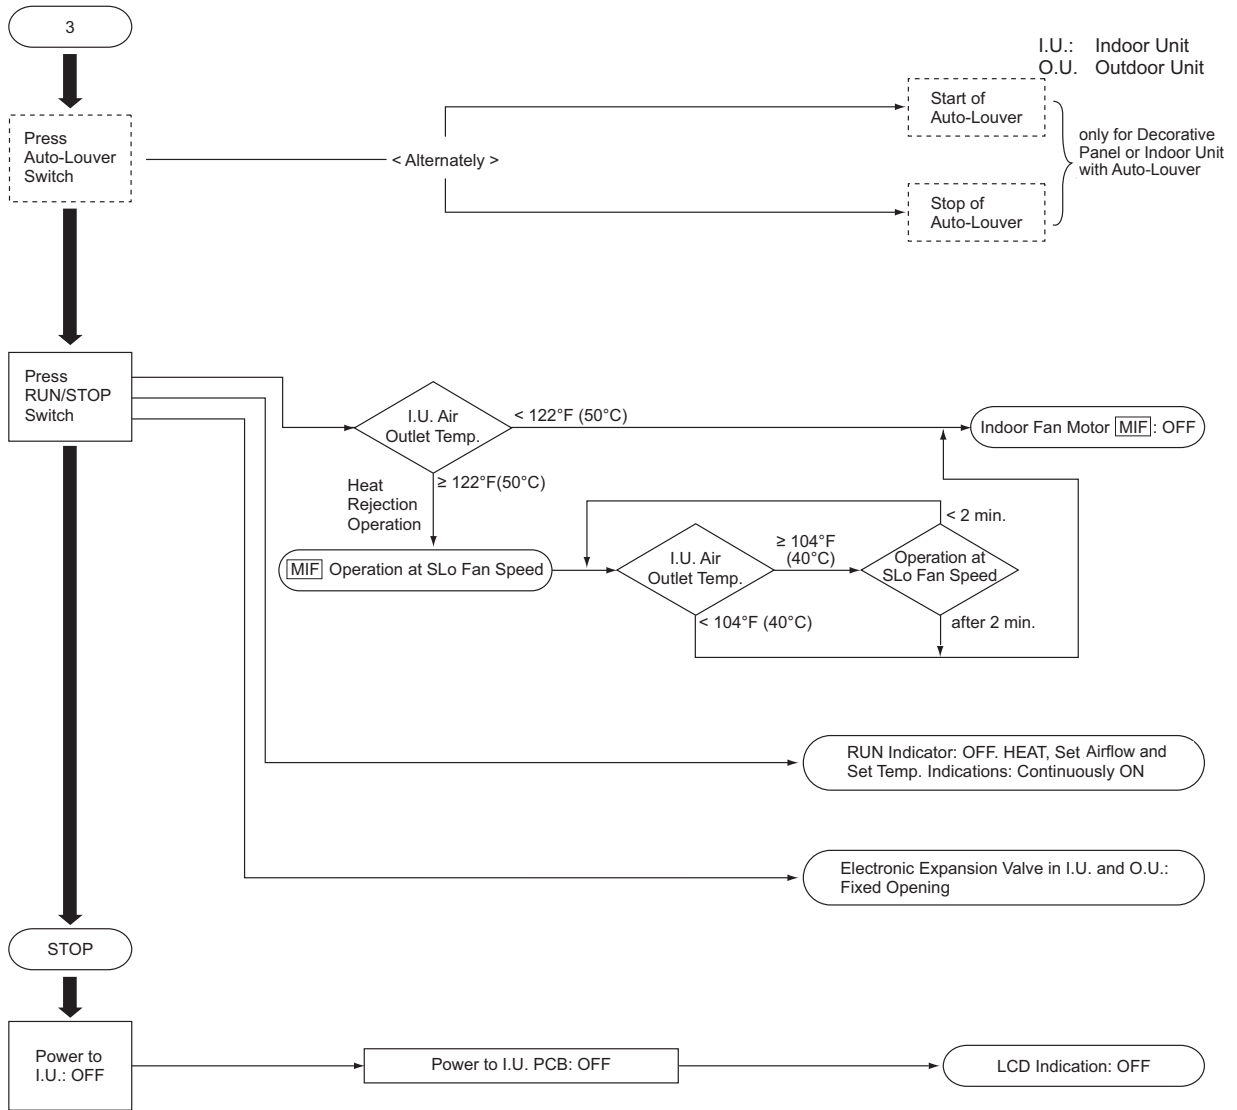 3
I.U.: Indoor Unit
O.U. Outdoor Unit
Press
Auto-Louver
Switch
< Alternately >
Start of
Auto-Louver
Stop of
Auto-Louver
only for Decorative
Panel or Indoor Unit
with Auto-Louver
Press
RUN/STOP
Switch
I.U. Air
Outlet Temp.
< 122°F (50°C)
Indoor Fan Motor MIF: OFF
≥ 122°F(50°C)
Heat
Rejection
Operation
MIF Operation at SLo Fan Speed
I.U. Air
Outlet Temp.
≥ 104°F
(40°C)
< 104°F (40°C)
Operation at
SLo Fan Speed
< 2 min.
after 2 min.
RUN Indicator: OFF. HEAT, Set Airflow and
Set Temp. Indications: Continuously ON
Electronic Expansion Valve in I.U. and O.U.:
Fixed Opening
STOP
Power to
I.U.: OFF
Power to I.U. PCB: OFF
LCD Indication: OFF